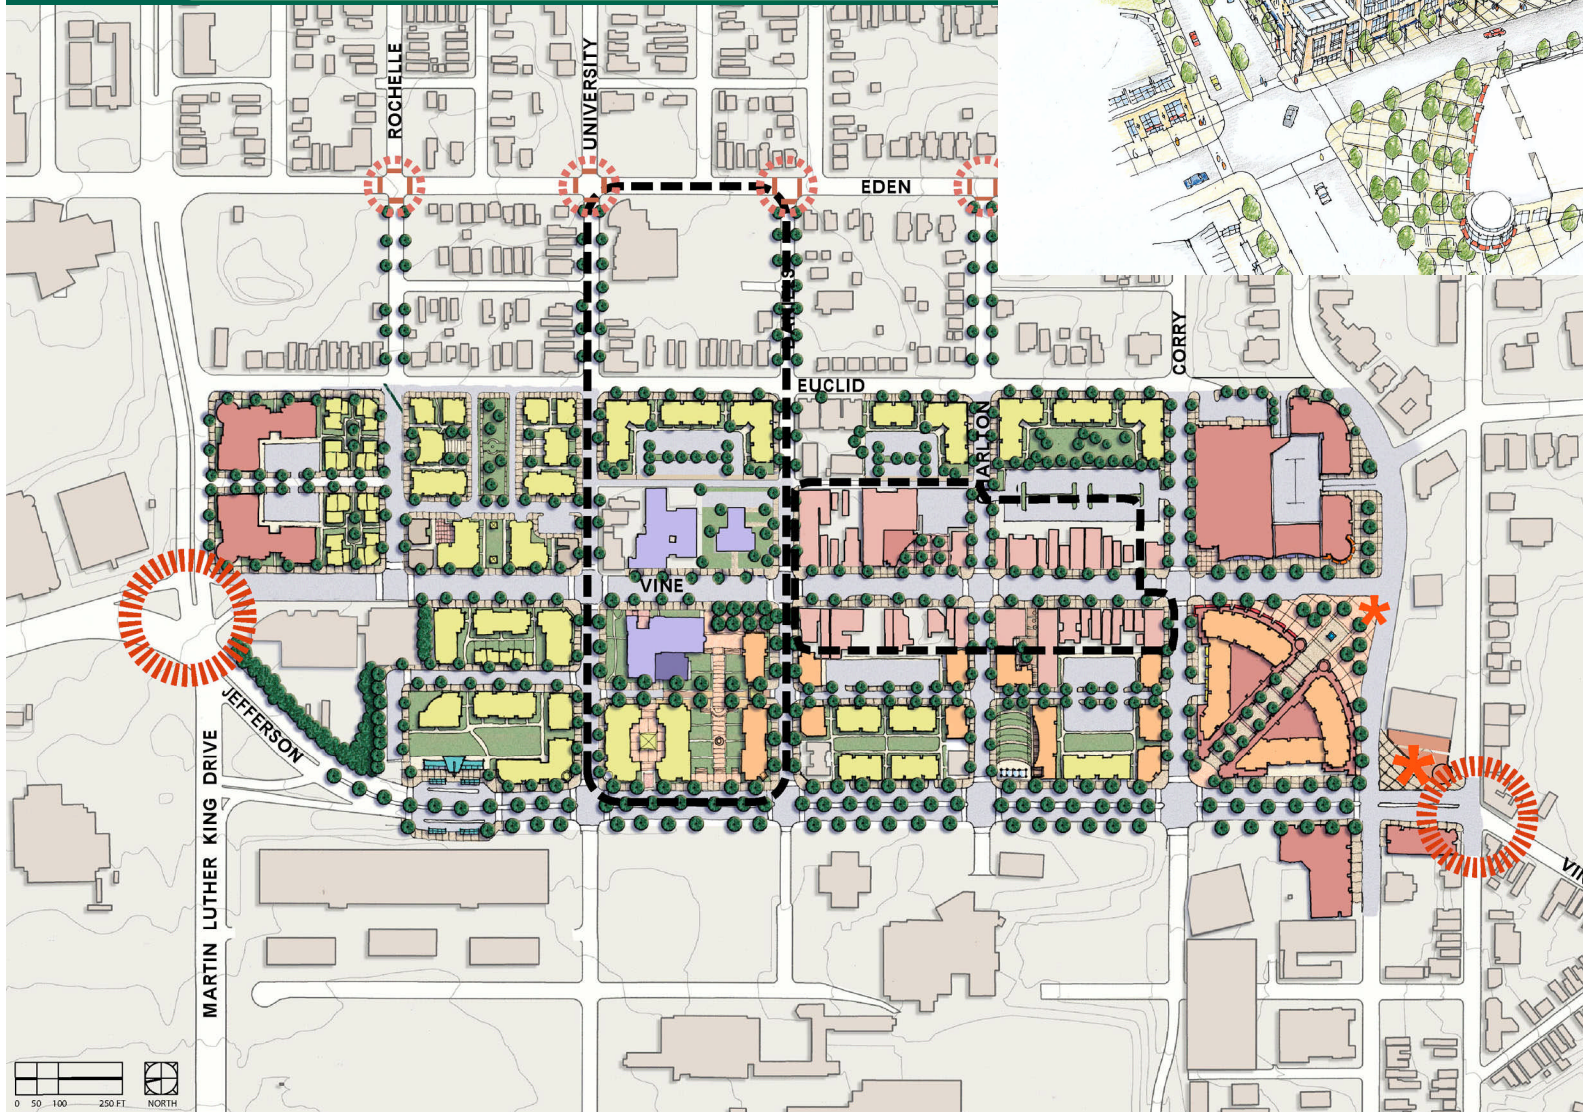 ROCHELLE
UNIVERSITY
EDEN
EUCLID
CORRY
VINE
JEFFERSON
MARTIN LUTHER KING DRIVE
0 50 100 250 FT
NORTH